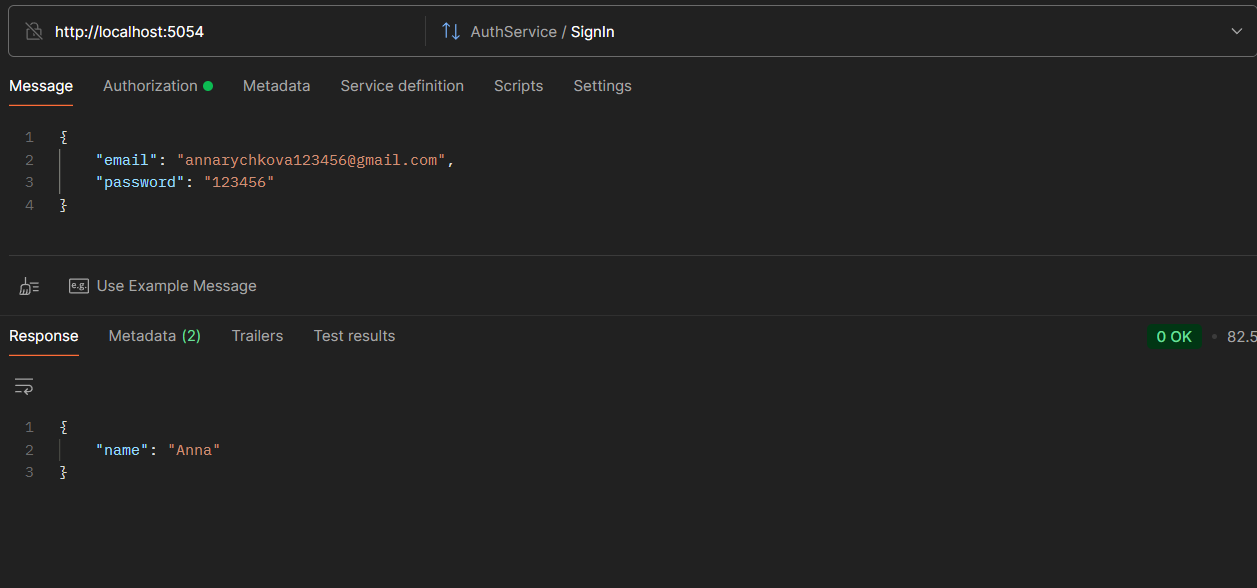 http://localhost:5054 AuthService / SignIn
Message Authorization Metadata Service definition Scripts Settings
1 {
2 "email": "annarychkova123456@gmail.com",
3 "password": "123456"
4 }
e.g. Use Example Message
Response Metadata (2) Trailers Test results 0 OK • 82.5
1 {
2 "name": "Anna"
3 }